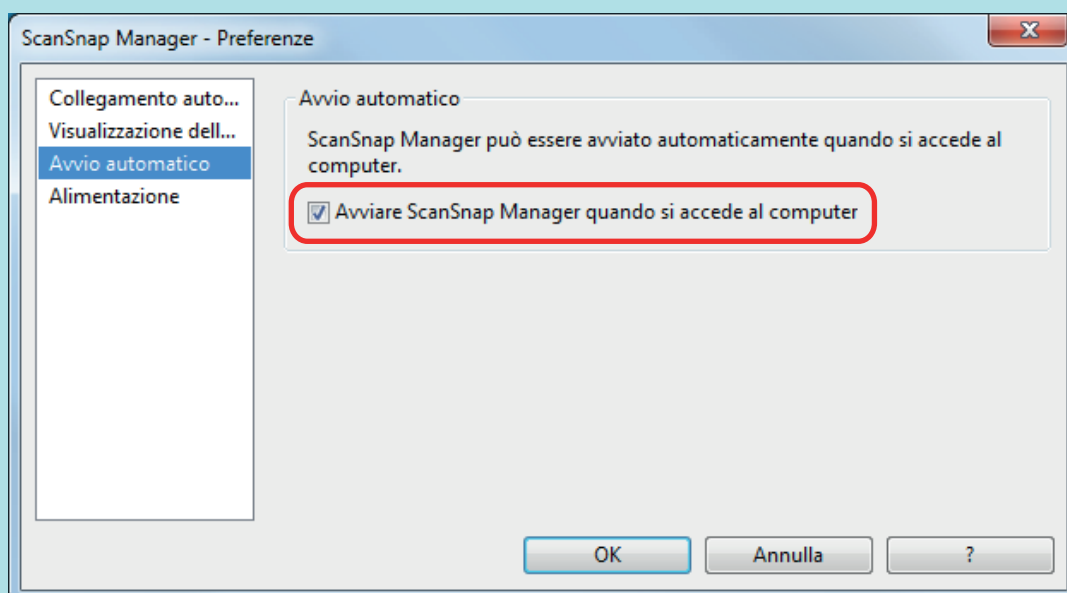 ScanSnap Manager - Preferenze
Collegamento auto...
Visualizzazione dell...
Avvio automatico
Alimentazione
Avvio automatico
ScanSnap Manager può essere avviato automaticamente quando si accede al
computer.
Avviare ScanSnap Manager quando si accede al computer
OK
Annulla
?